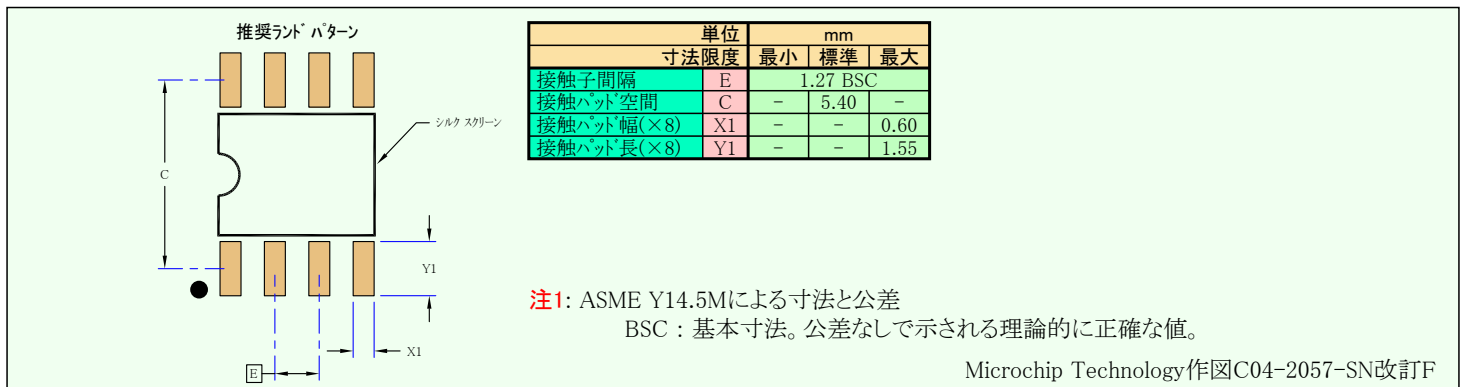 推奨ランド パターン
シルク スクリーン
C
Y1
X1
E
単位 mm
寸法限度 最小 標準 最大
接触子間隔 E 1.27 BSC
接触パッド空間 C - 5.40 -
接触パッド幅(×8) X1 - - 0.60
接触パッド長(×8) Y1 - - 1.55
注1: ASME Y14.5Mによる寸法と公差
BSC : 基本寸法。公差なしで示される理論的に正確な値。
Microchip Technology作図C04-2057-SN改訂F